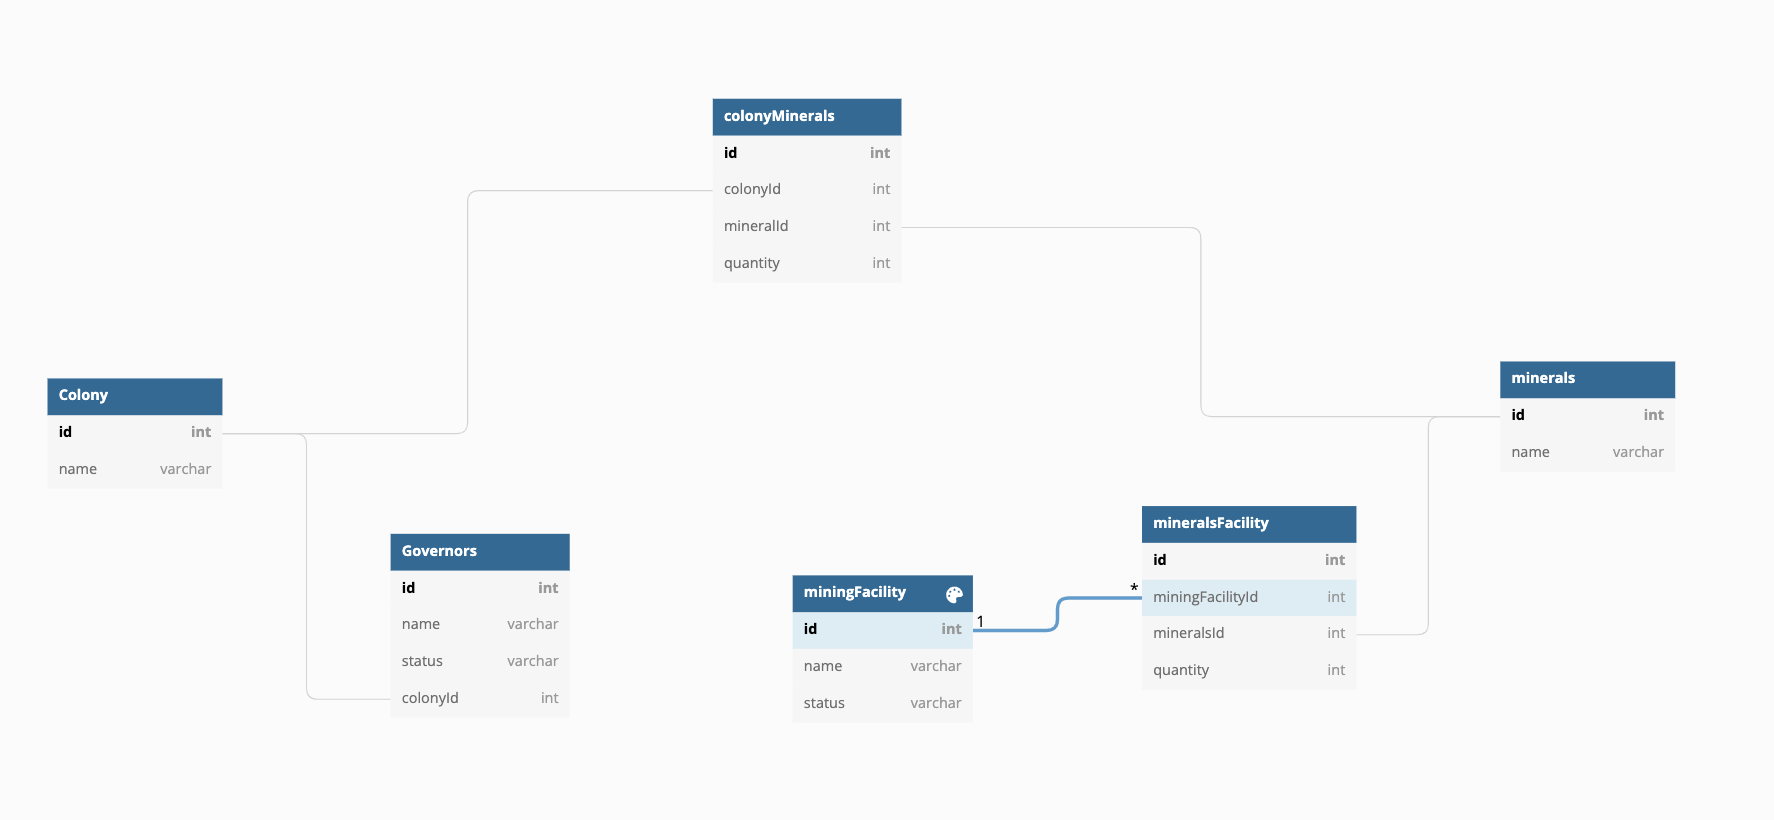 colonyMinerals
id int
colonyId int
mineralId int
quantity int
Colony
id int
name varchar
minerals
id int
name varchar
Governors
id int
name varchar
status varchar
colonyId int
miningFacility
id int 1
name varchar
status varchar
mineralsFacility
id int
* miningFacilityId int
mineralsId int
quantity int